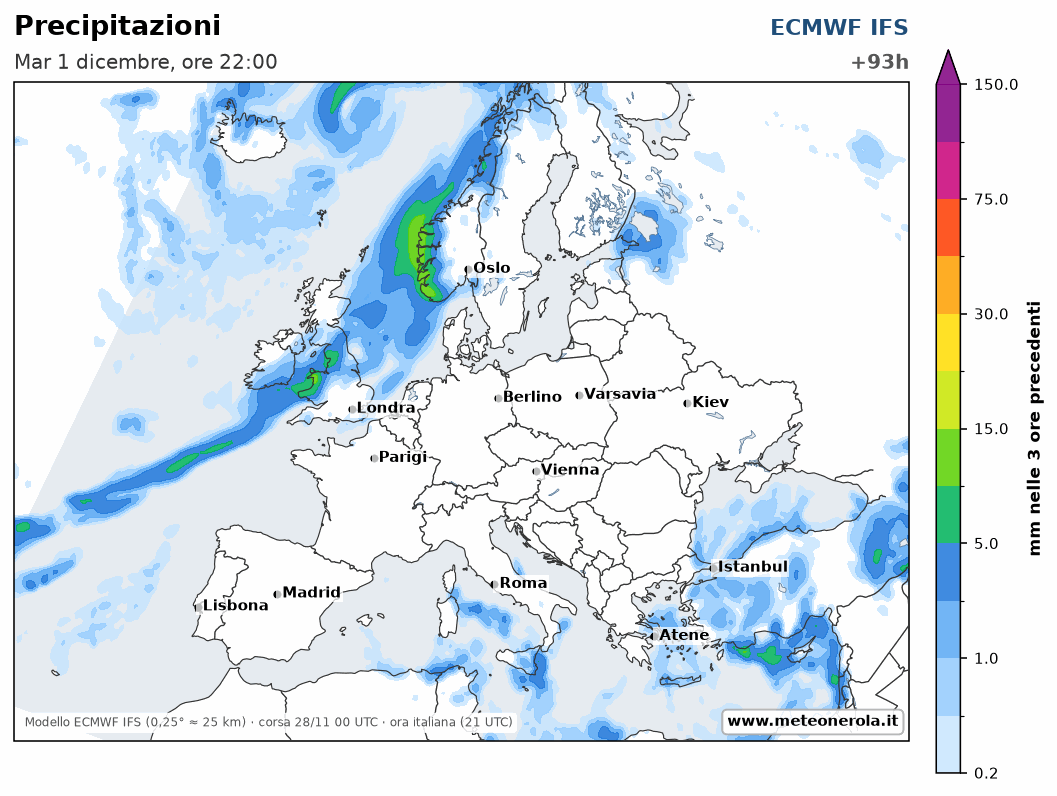 Precipitazioni
ECMWF IFS
Mar 1 dicembre, ore 22:00
+93h
150.0
75.0
30.0
15.0
5.0
1.0
0.2
mm nelle 3 ore precedenti
Oslo
Berlino
Varsavia
Kiev
Londra
Parigi
Vienna
Istanbul
Roma
Madrid
Lisbona
Atene
Modello ECMWF IFS (0,25° ≈ 25 km) · corsa 28/11 00 UTC · ora italiana (21 UTC)
www.meteonerola.it